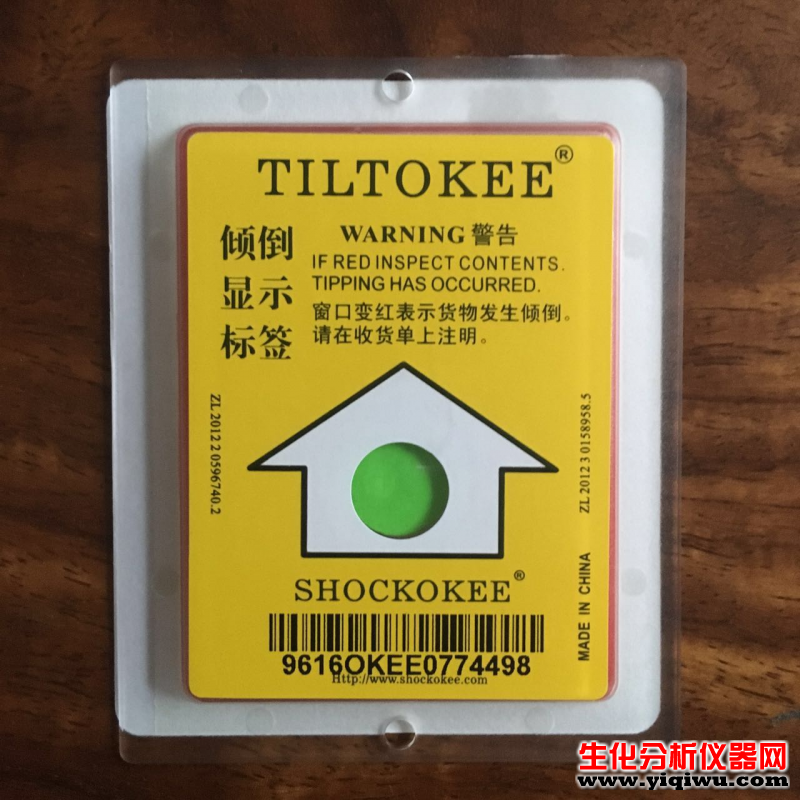 TILTOKEE®
倾倒
显示
标签
WARNING 警告
IF RED INSPECT CONTENTS.
TIPPING HAS OCCURRED.
窗口变红表示货物发生倾倒。
请在收货单上注明。
ZL 2012 2 0596740.2
ZL 2012 3 0158958.5
SHOCKOKEE®
MADE IN CHINA
9616OKEE0774498
Http://www.shockokee.com
生化分析仪器网
www.yiqiwu.com